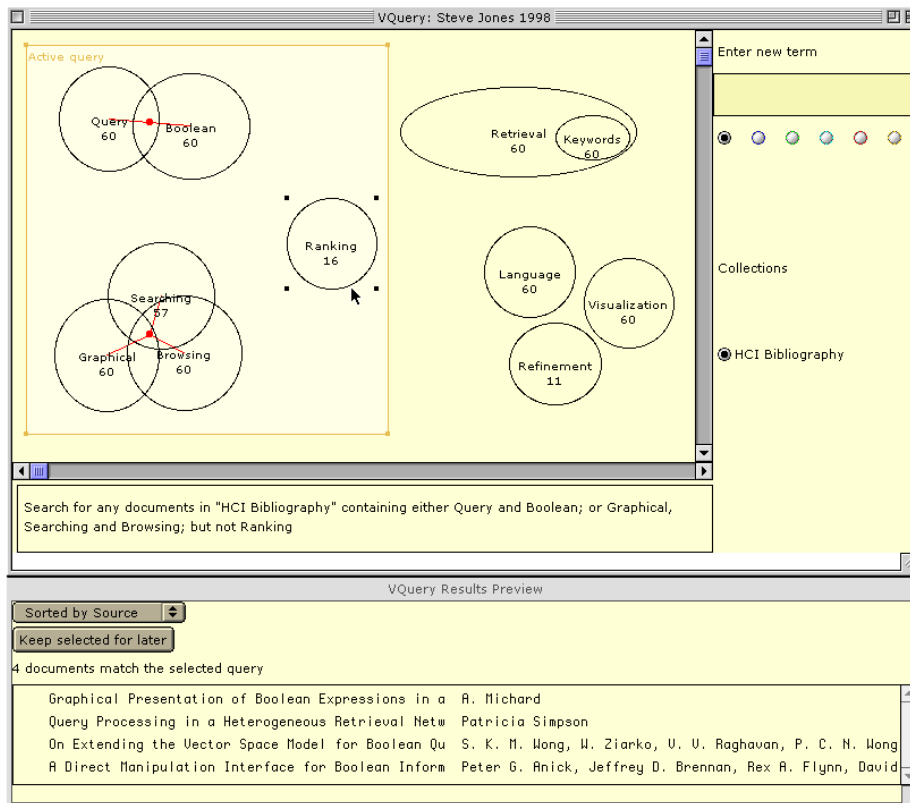 VQuery: Steve Jones 1998
Active query
Query
60
Boolean
60
Retrieval
60
Keywords
60
Ranking
16
Searching
57
Graphical
60
Browsing
60
Language
60
Visualization
60
Refinement
11
Enter new term
Collections
HCI Bibliography
Search for any documents in "HCI Bibliography" containing either Query and Boolean; or Graphical,
Searching and Browsing; but not Ranking
VQuery Results Preview
Sorted by Source
Keep selected for later
4 documents match the selected query
Graphical Presentation of Boolean Expressions in a A. Michard
Query Processing in a Heterogeneous Retrieval Netw Patricia Simpson
On Extending the Vector Space Model for Boolean Qu S. K. M. Wong, W. Ziarko, V. V. Raghavan, P. C. N. Wong
A Direct Manipulation Interface for Boolean Inform Peter G. Anick, Jeffrey D. Brennan, Rex A. Flynn, David